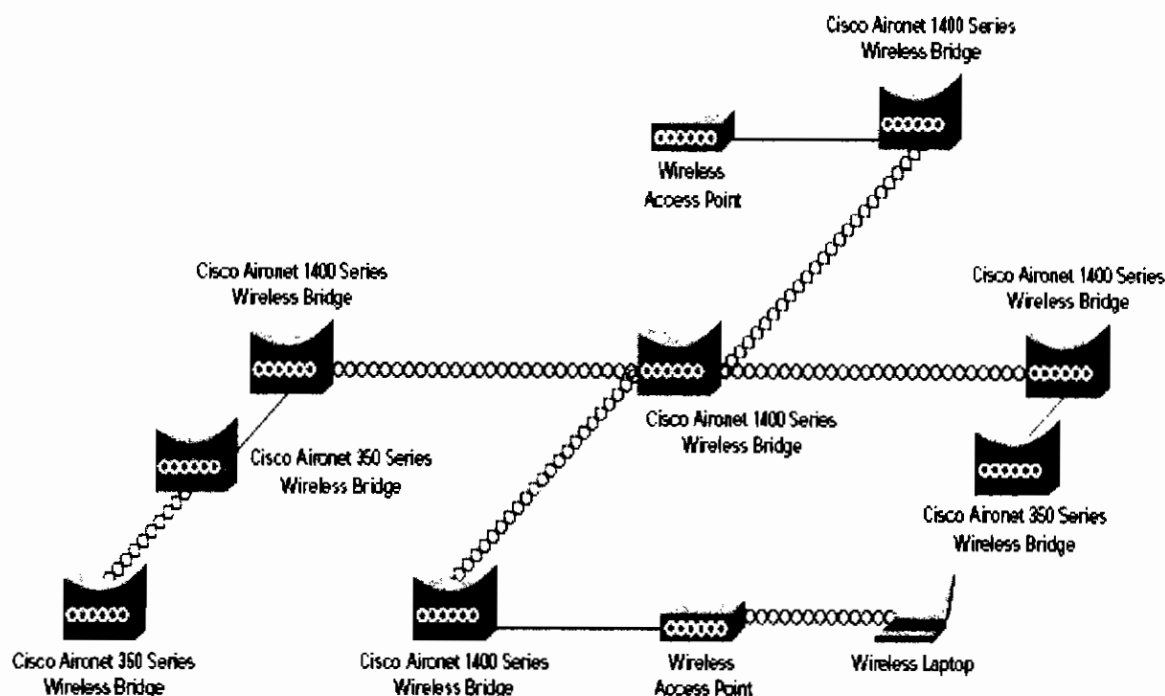 Cisco Aironet 1400 Series
Wireless Bridge
Wireless
Access Point
Cisco Aironet 1400 Series
Wireless Bridge
Cisco Aironet 1400 Series
Wireless Bridge
Cisco Aironet 1400 Series
Wireless Bridge
Cisco Aironet 350 Series
Wireless Bridge
Cisco Aironet 350 Series
Wireless Bridge
Cisco Aironet 350 Series
Wireless Bridge
Cisco Aironet 1400 Series
Wireless Bridge
Wireless
Access Point
Wireless Laptop